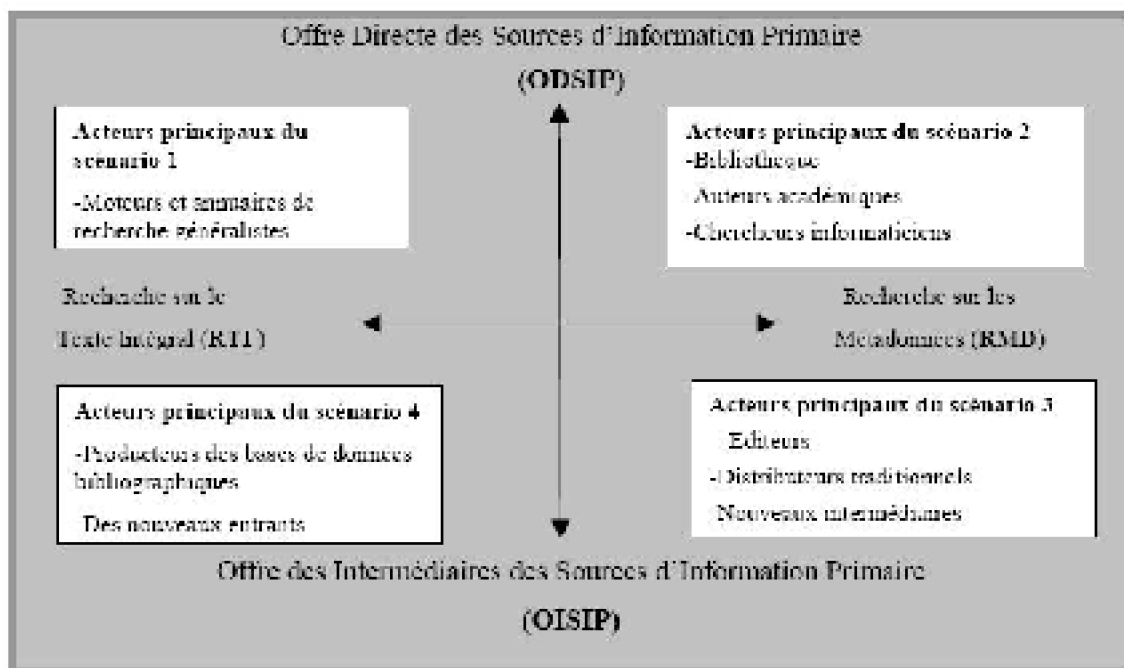 Offre Directe des Sources d'Information Primaire
(ODSIP)
Acteurs principaux du
scénario 1
-Moteurs et annuaires de
recherche généralistes
Acteurs principaux du scénario 2
-Bibliotheque
-Auteurs académiques
-Chercheurs informaticiens
Recherche sur le
Texte Intégral (RTI)
Recherche sur les
Métadonnées (RMD)
Acteurs principaux du scénario 4
-Producteurs des bases de données
bibliographiques
-Des nouveaux entrants
Acteurs principaux du scénario 3
-Editeurs
-Distributeurs traditionnels
-Nouveaux intermédiaires
Offre des Intermédiaires des Sources d'Information Primaire
(OISIP)